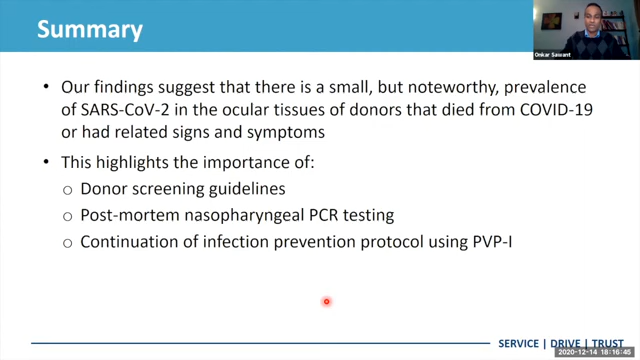 Summary
Onkar Sawant
• Our findings suggest that there is a small, but noteworthy, prevalence
of SARS-CoV-2 in the ocular tissues of donors that died from COVID-19
or had related signs and symptoms
• This highlights the importance of:
o Donor screening guidelines
o Post-mortem nasopharyngeal PCR testing
o Continuation of infection prevention protocol using PVP-I
SERVICE | DRIVE | TRUST
2020-12-14 18:16:45